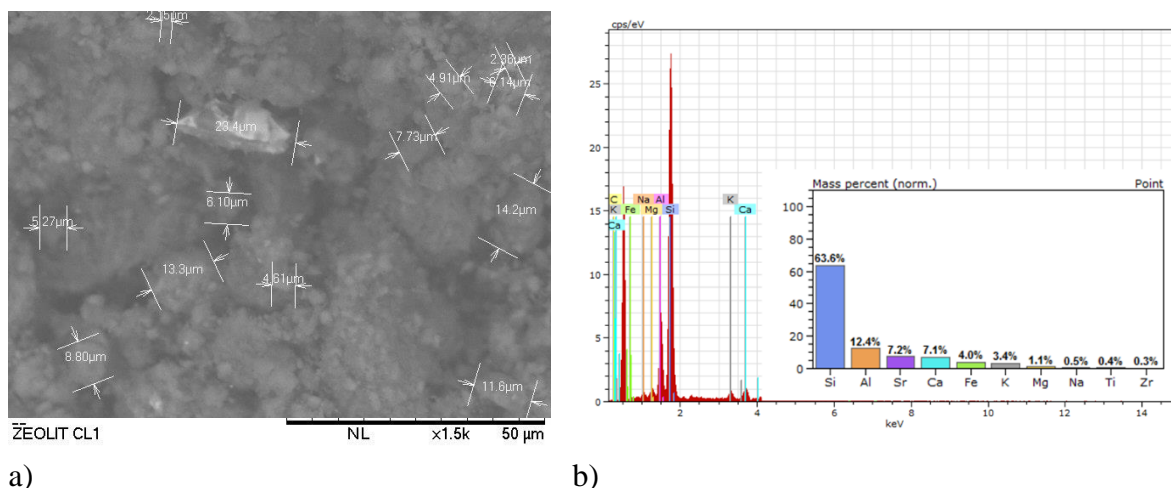 2.15µm
2.36µm
4.91µm
6.14µm
23.4µm
7.73µm
6.10µm
14.2µm
5.27µm
13.3µm
4.61µm
8.80µm
11.6µm
ZEOLIT CL1
NL
x1.5k
50 µm
a)
cps/eV
25
20
15
10
5
0
C
Na
Al
K
Fe
Mg
Si
Ca
K
Ca
2
4
6
8
10
12
14
keV
Mass percent (norm.)
Point
100
80
60
40
20
0
63.6%
12.4%
7.2%
7.1%
4.0%
3.4%
1.1%
0.5%
0.4%
0.3%
Si
Al
Sr
Ca
Fe
K
Mg
Na
Ti
Zr
b)